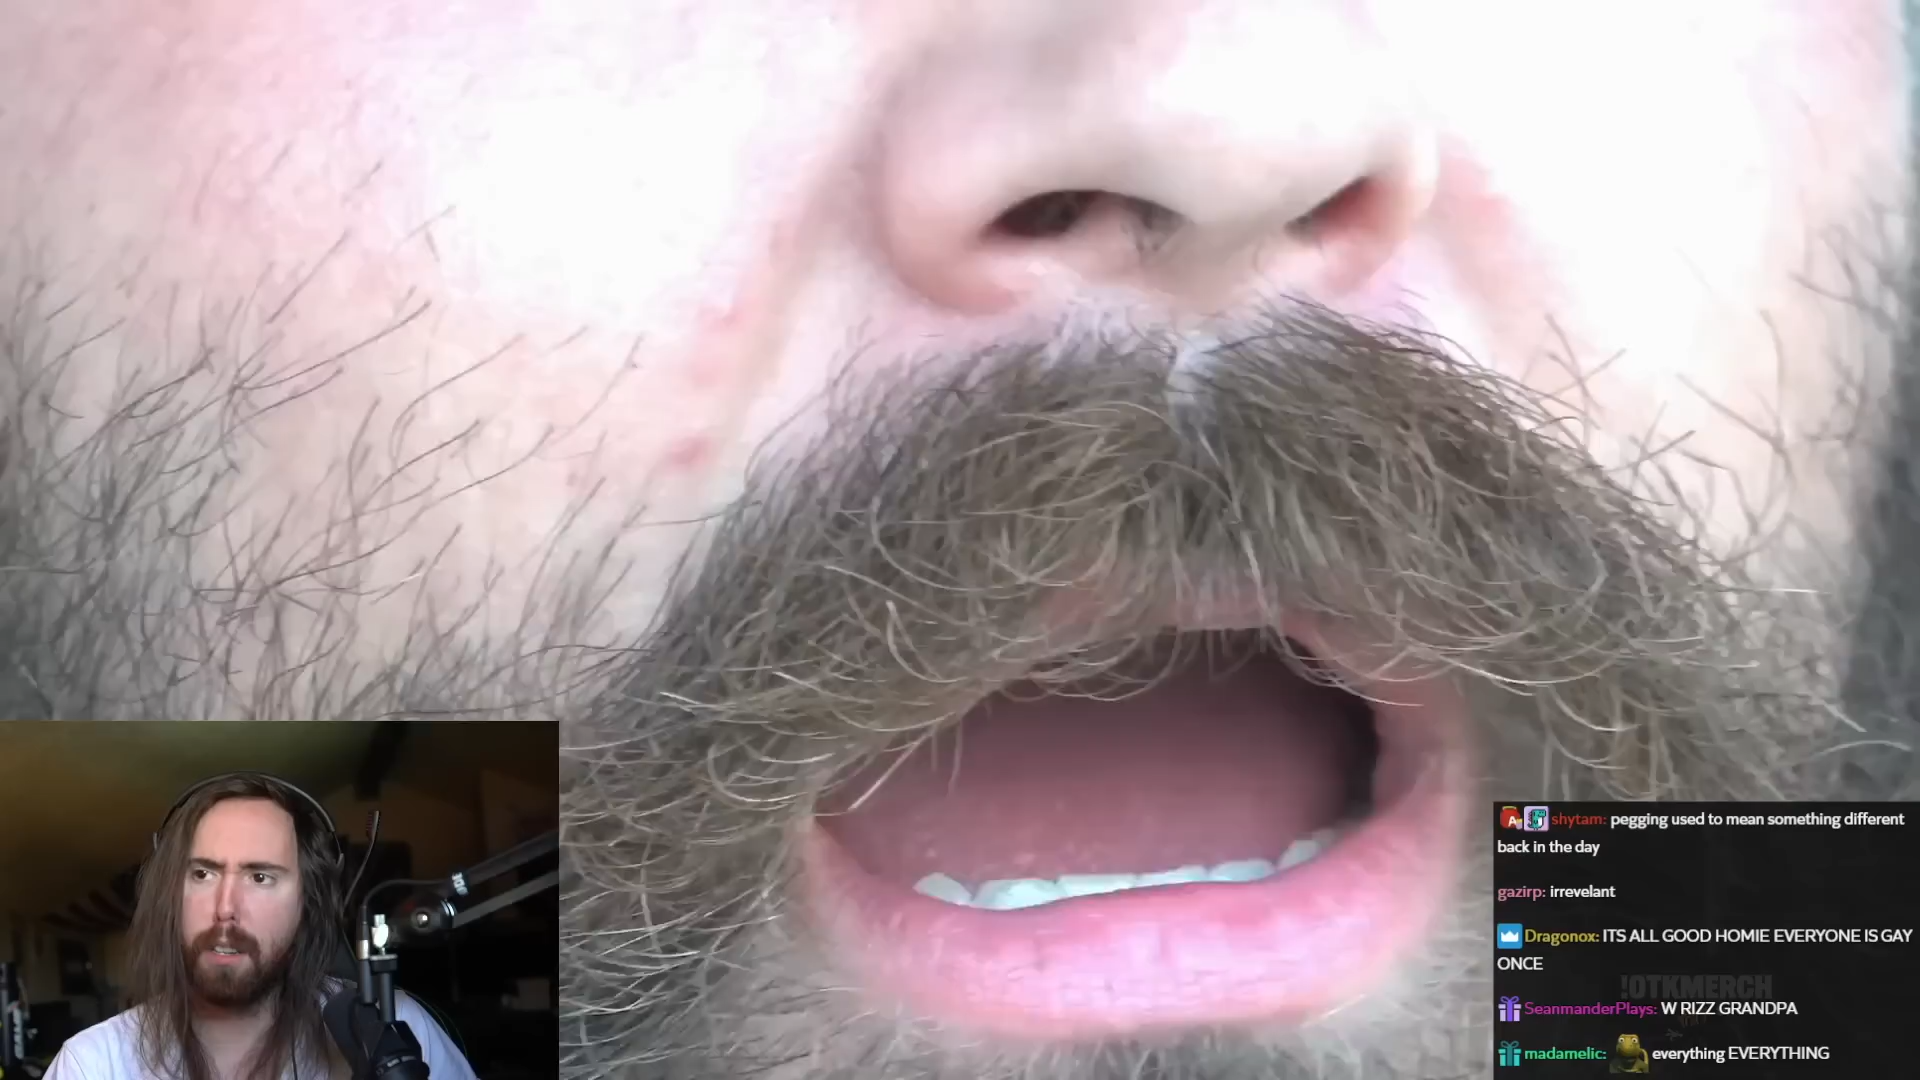 shytam: pegging used to mean something different
back in the day
gazirp: irrevelant
Dragonox: ITS ALL GOOD HOMIE EVERYONE IS GAY
ONCE
!OTKMERCH
SeanmanderPlays: W RIZZ GRANDPA
madamelic: everything EVERYTHING